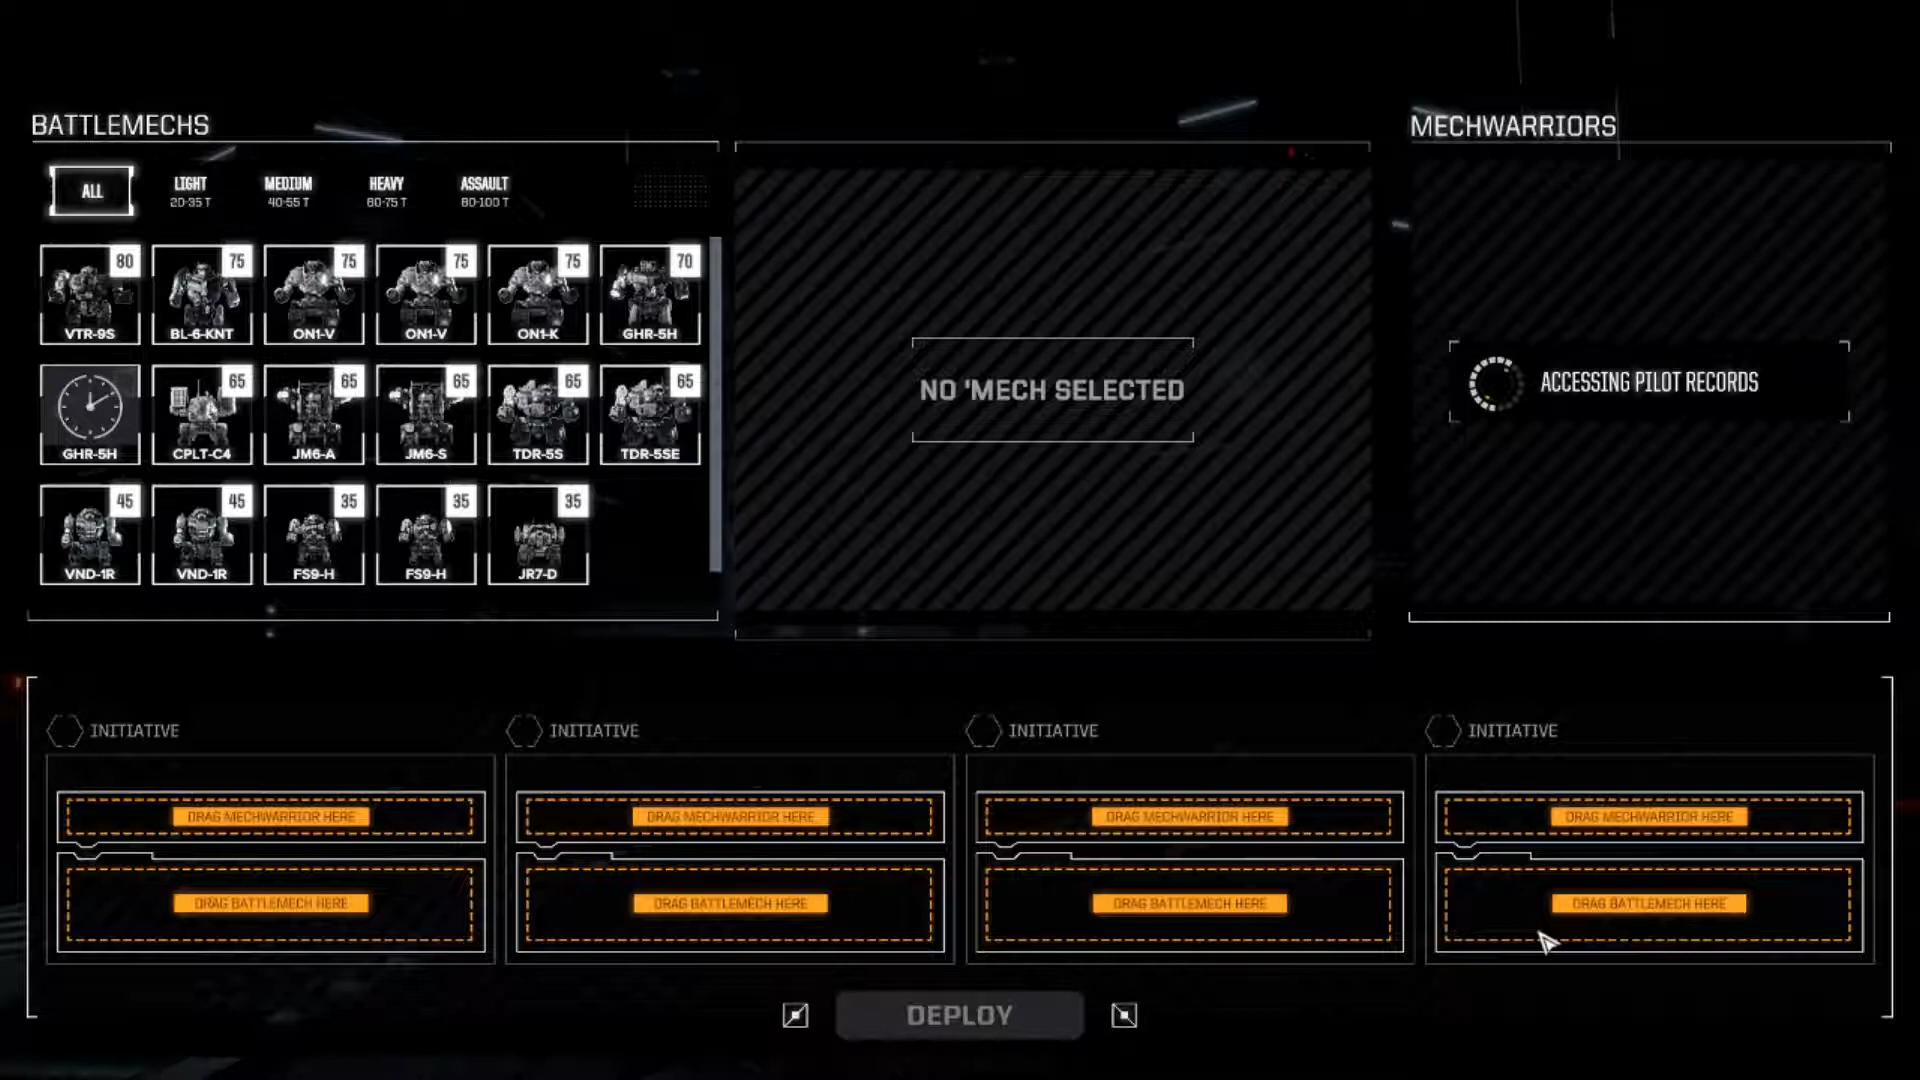 BATTLEMECHS
ALL
LIGHT
20-35 T
MEDIUM
40-55 T
HEAVY
60-75 T
ASSAULT
80-100 T
80
VTR-9S
75
BL-6-KNT
75
ON1-V
75
ON1-V
75
ON1-K
70
GHR-5H
GHR-5H
65
CPLT-C4
65
JM6-A
65
JM6-S
65
TDR-5S
65
TDR-5SE
45
VND-1R
45
VND-1R
35
FS9-H
35
FS9-H
35
JR7-D
NO 'MECH SELECTED
MECHWARRIORS
ACCESSING PILOT RECORDS
INITIATIVE
DRAG MECHWARRIOR HERE
DRAG BATTLEMECH HERE
INITIATIVE
DRAG MECHWARRIOR HERE
DRAG BATTLEMECH HERE
INITIATIVE
DRAG MECHWARRIOR HERE
DRAG BATTLEMECH HERE
INITIATIVE
DRAG MECHWARRIOR HERE
DRAG BATTLEMECH HERE
DEPLOY